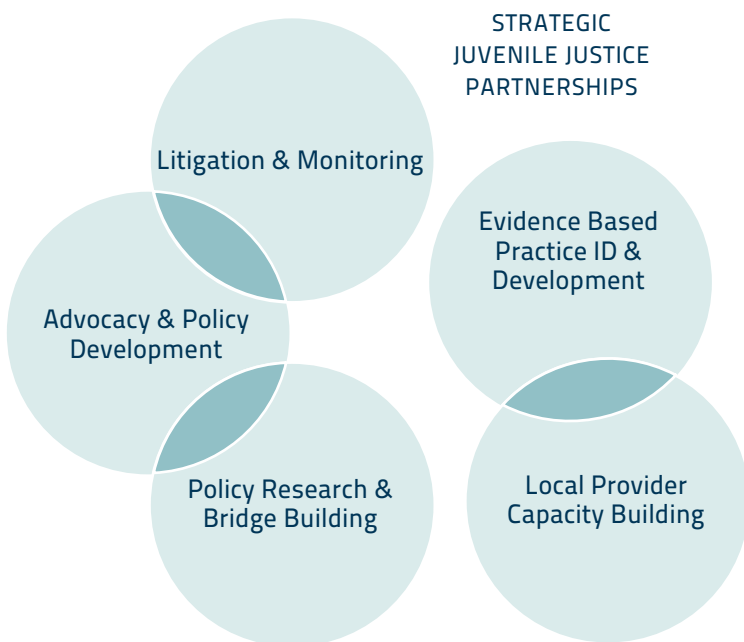 STRATEGIC
JUVENILE JUSTICE
PARTNERSHIPS
Litigation & Monitoring
Evidence Based
Practice ID &
Development
Advocacy & Policy
Development
Policy Research &
Bridge Building
Local Provider
Capacity Building